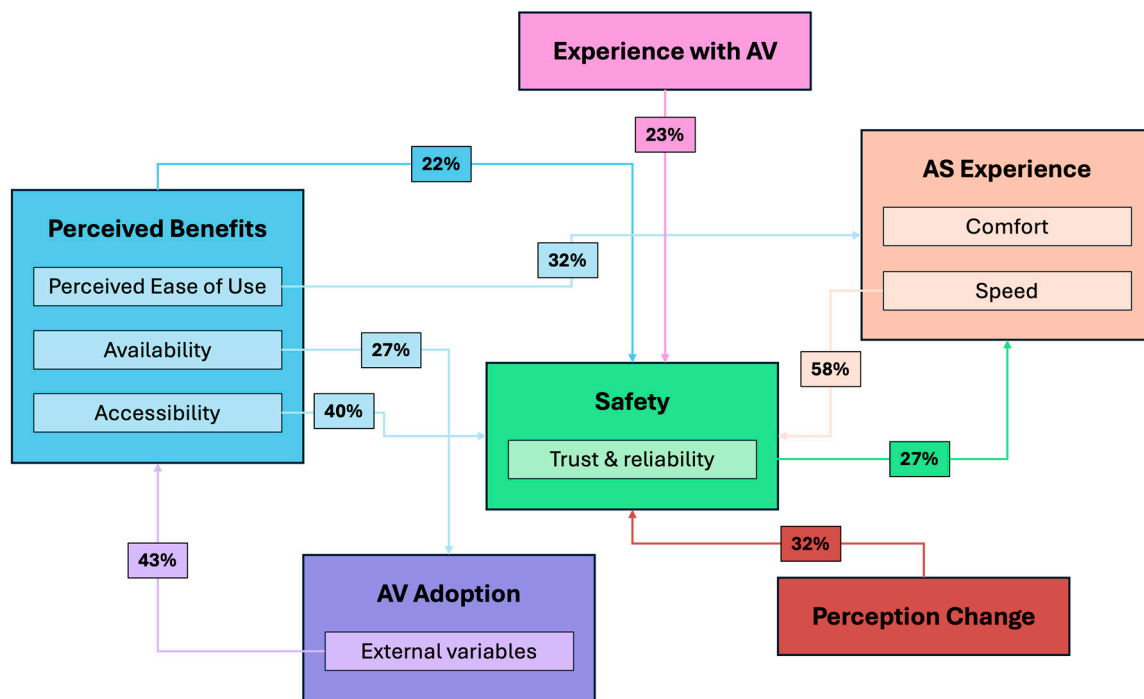 Experience with AV
23%
22%
AS Experience
Comfort
Speed
Perceived Benefits
Perceived Ease of Use
Availability
Accessibility
32%
27%
40%
58%
Safety
Trust & reliability
27%
43%
32%
AV Adoption
External variables
Perception Change